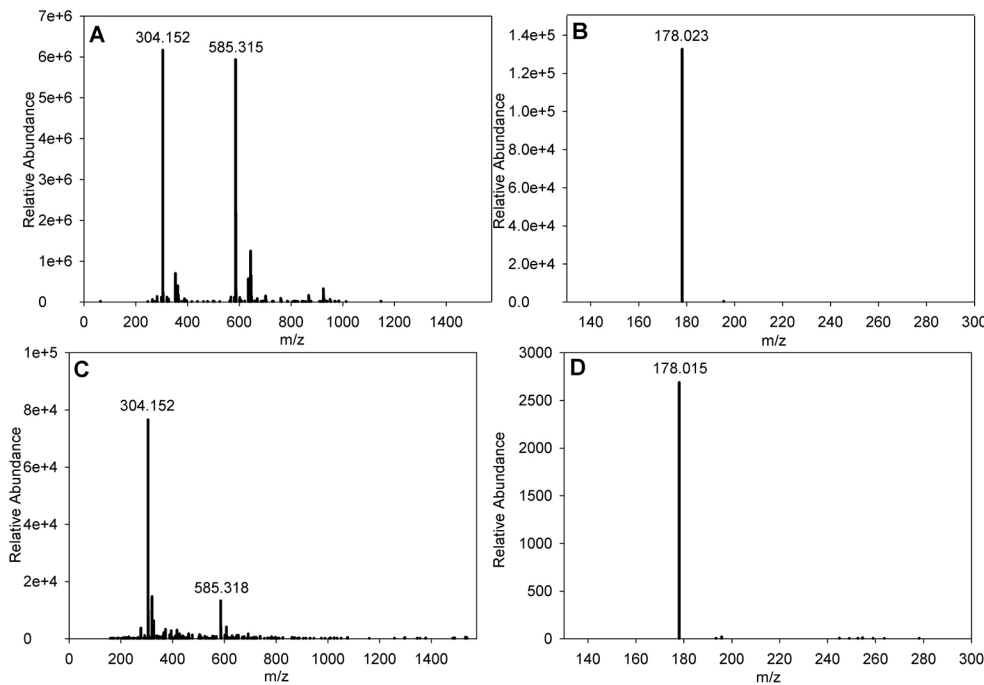 A
304.152
585.315
7e+6
6e+6
5e+6
4e+6
3e+6
2e+6
1e+6
0
Relative Abundance
0 200 400 600 800 1000 1200 1400
m/z
B
178.023
1.4e+5
1.2e+5
1.0e+5
8.0e+4
6.0e+4
4.0e+4
2.0e+4
0.0
Relative Abundance
140 160 180 200 220 240 260 280 300
m/z
C
304.152
585.318
1e+5
8e+4
6e+4
4e+4
2e+4
0
Relative Abundance
0 200 400 600 800 1000 1200 1400
m/z
D
178.015
3000
2500
2000
1500
1000
500
0
Relative Abundance
140 160 180 200 220 240 260 280 300
m/z